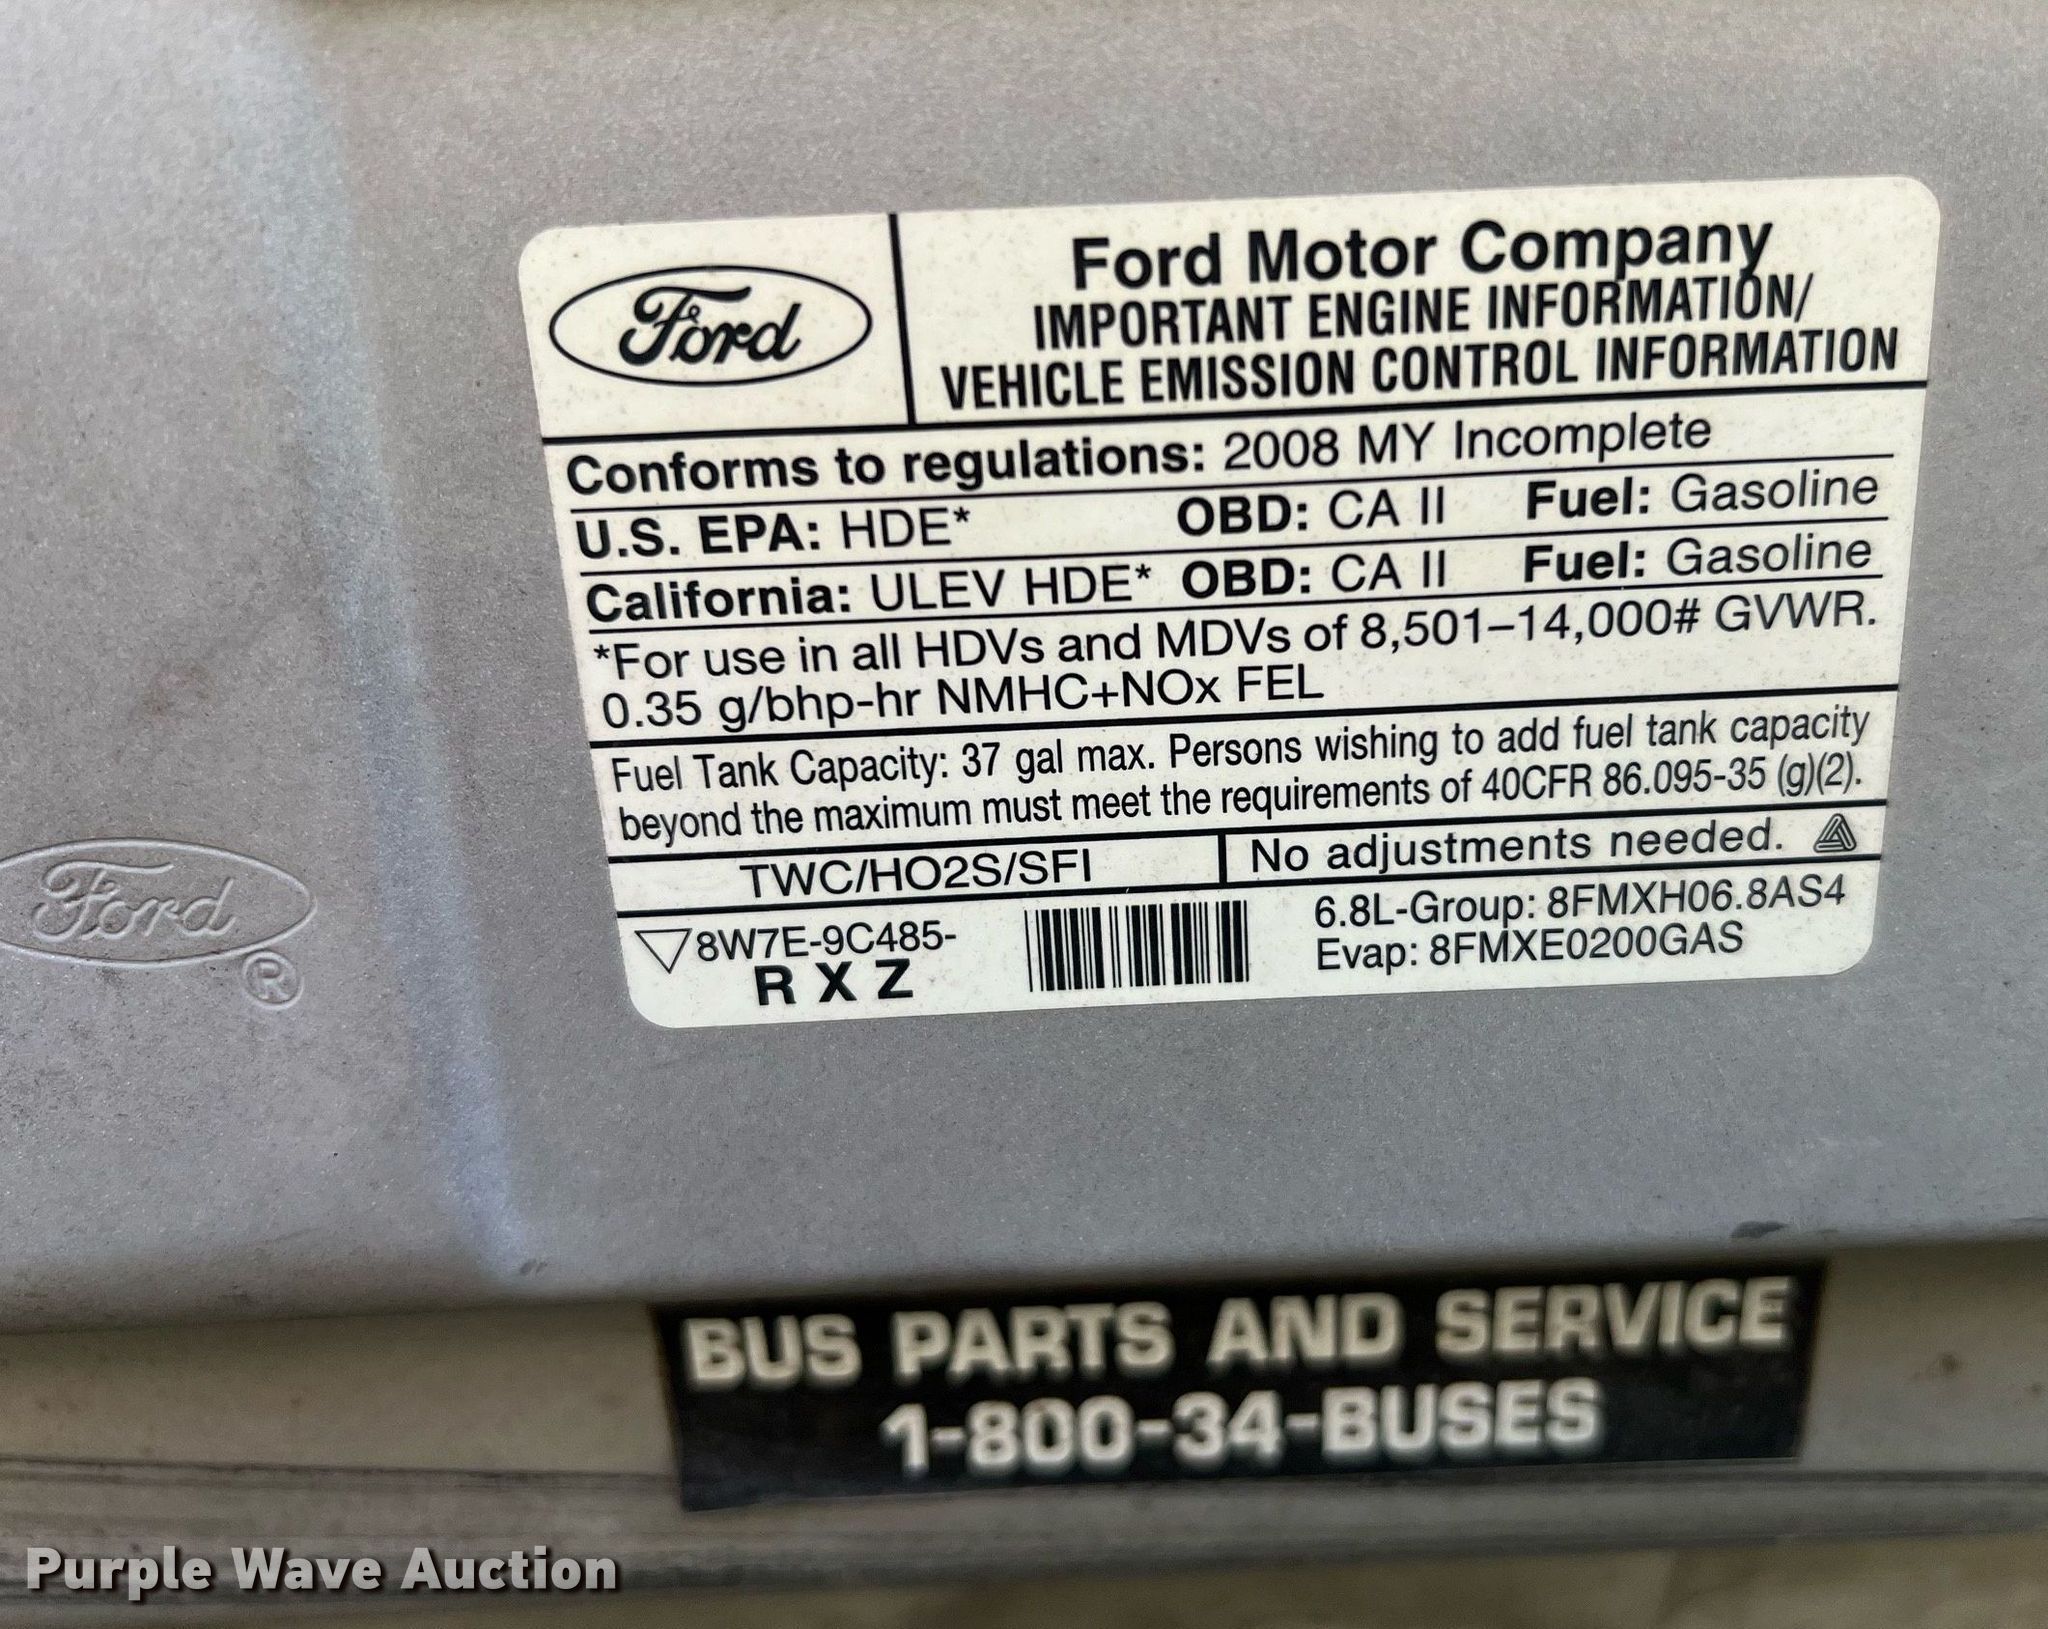 Ford
Ford Motor Company
IMPORTANT ENGINE INFORMATION/
VEHICLE EMISSION CONTROL INFORMATION
Conforms to regulations: 2008 MY Incomplete
U.S. EPA: HDE* OBD: CA II Fuel: Gasoline
California: ULEV HDE* OBD: CA II Fuel: Gasoline
*For use in all HDVs and MDVs of 8,501–14,000# GVWR.
0.35 g/bhp-hr NMHC+NOx FEL
Fuel Tank Capacity: 37 gal max. Persons wishing to add fuel tank capacity
beyond the maximum must meet the requirements of 40CFR 86.095-35 (g)(2).
TWC/HO2S/SFI No adjustments needed.
8W7E-9C485-
R X Z
6.8L-Group: 8FMXH06.8AS4
Evap: 8FMXE0200GAS
Ford
®
BUS PARTS AND SERVICE
1-800-34-BUSES
Purple Wave Auction